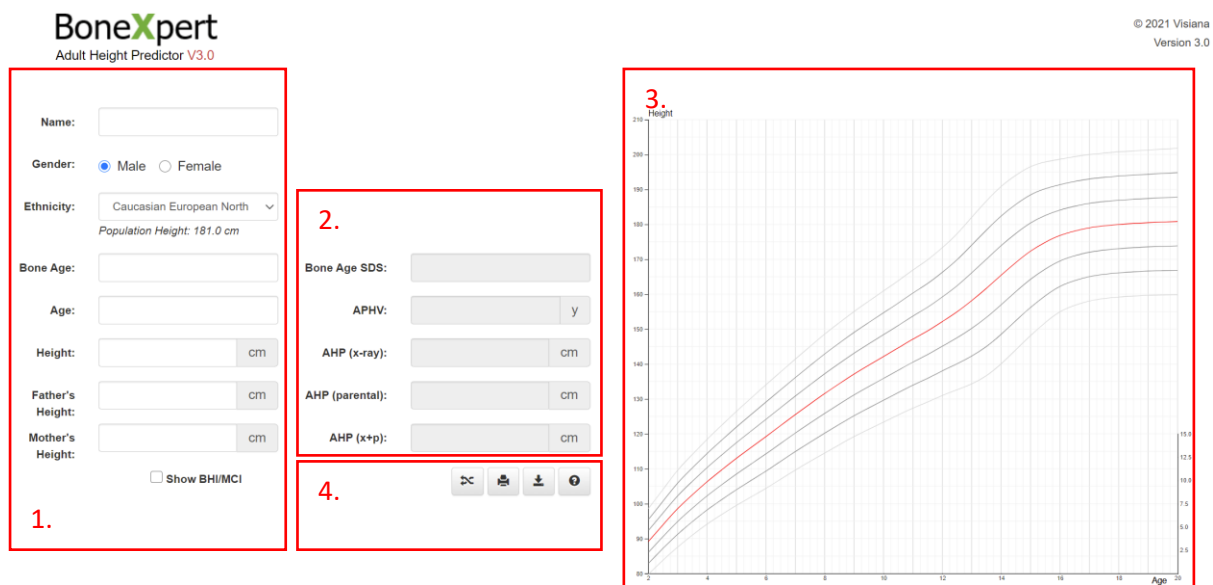 BoneXpert
Adult Height Predictor V3.0
© 2021 Visiana
Version 3.0
Name:
Gender:
Male
Female
Ethnicity:
Caucasian European North
Population Height: 181.0 cm
Bone Age:
Age:
Height:
cm
Father's
Height:
cm
Mother's
Height:
cm
Show BHI/MCI
1.
2.
Bone Age SDS:
APHV:
y
AHP (x-ray):
cm
AHP (parental):
cm
AHP (x+p):
cm
4.
3.
Height
210
200
190
180
170
160
150
140
130
120
110
100
90
80
15.0
12.5
10.0
7.5
5.0
2.5
2 4 6 8 10 12 14 16 18 20
Age